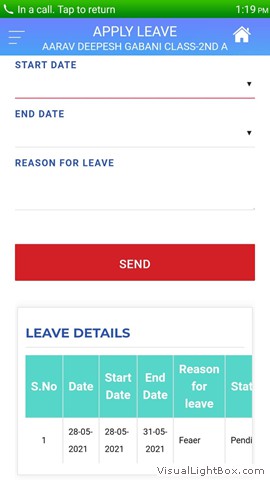 In a call. Tap to return 1:19 PM
APPLY LEAVE
AARAV DEEPESH GABANI CLASS-2ND A
START DATE
END DATE
REASON FOR LEAVE
SEND
LEAVE DETAILS
S.No Date Start Date End Date Reason for leave Stat
1 28-05-2021 28-05-2021 31-05-2021 Feaer Pendi
VisualLightBox.com